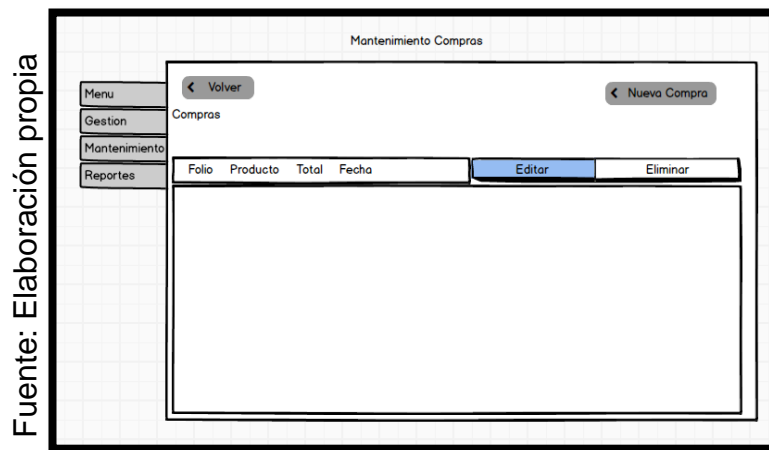 Fuente: Elaboración propia
Mantenimiento Compras
Menu
Gestion
Mantenimiento
Reportes
Volver
Nueva Compra
Compras
Folio Producto Total Fecha Editar Eliminar